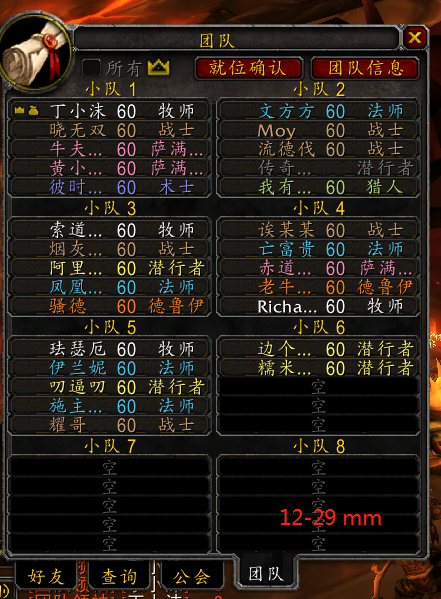 团队
所有 就位确认 团队信息
小队 1 小队 2
丁小沫 60 牧师 文方方 60 法师
晓无双 60 战士 Moy 60 战士
牛夫... 60 萨满... 流德伐 60 战士
黄小... 60 萨满... 传奇... 潜行者
彼时... 60 术士 我有... 60 猎人
小队 3 小队 4
索道... 60 牧师 诶某某 60 战士
烟灰... 60 战士 亡富贵 60 法师
阿里... 60 潜行者 赤道... 60 萨满...
凤凰... 60 法师 老牛... 60 德鲁伊
骚德 60 德鲁伊 Richa... 60 牧师
小队 5 小队 6
珐瑟厄 60 牧师 边个... 60 潜行者
伊兰妮 60 法师 糯米... 60 潜行者
叨逼叨 60 潜行者 空
施主... 60 法师 空
耀哥 60 战士 空
小队 7 小队 8
空 空
空 空
空 空
空 空
空 空
12-29 mm
好友 查询 公会 团队